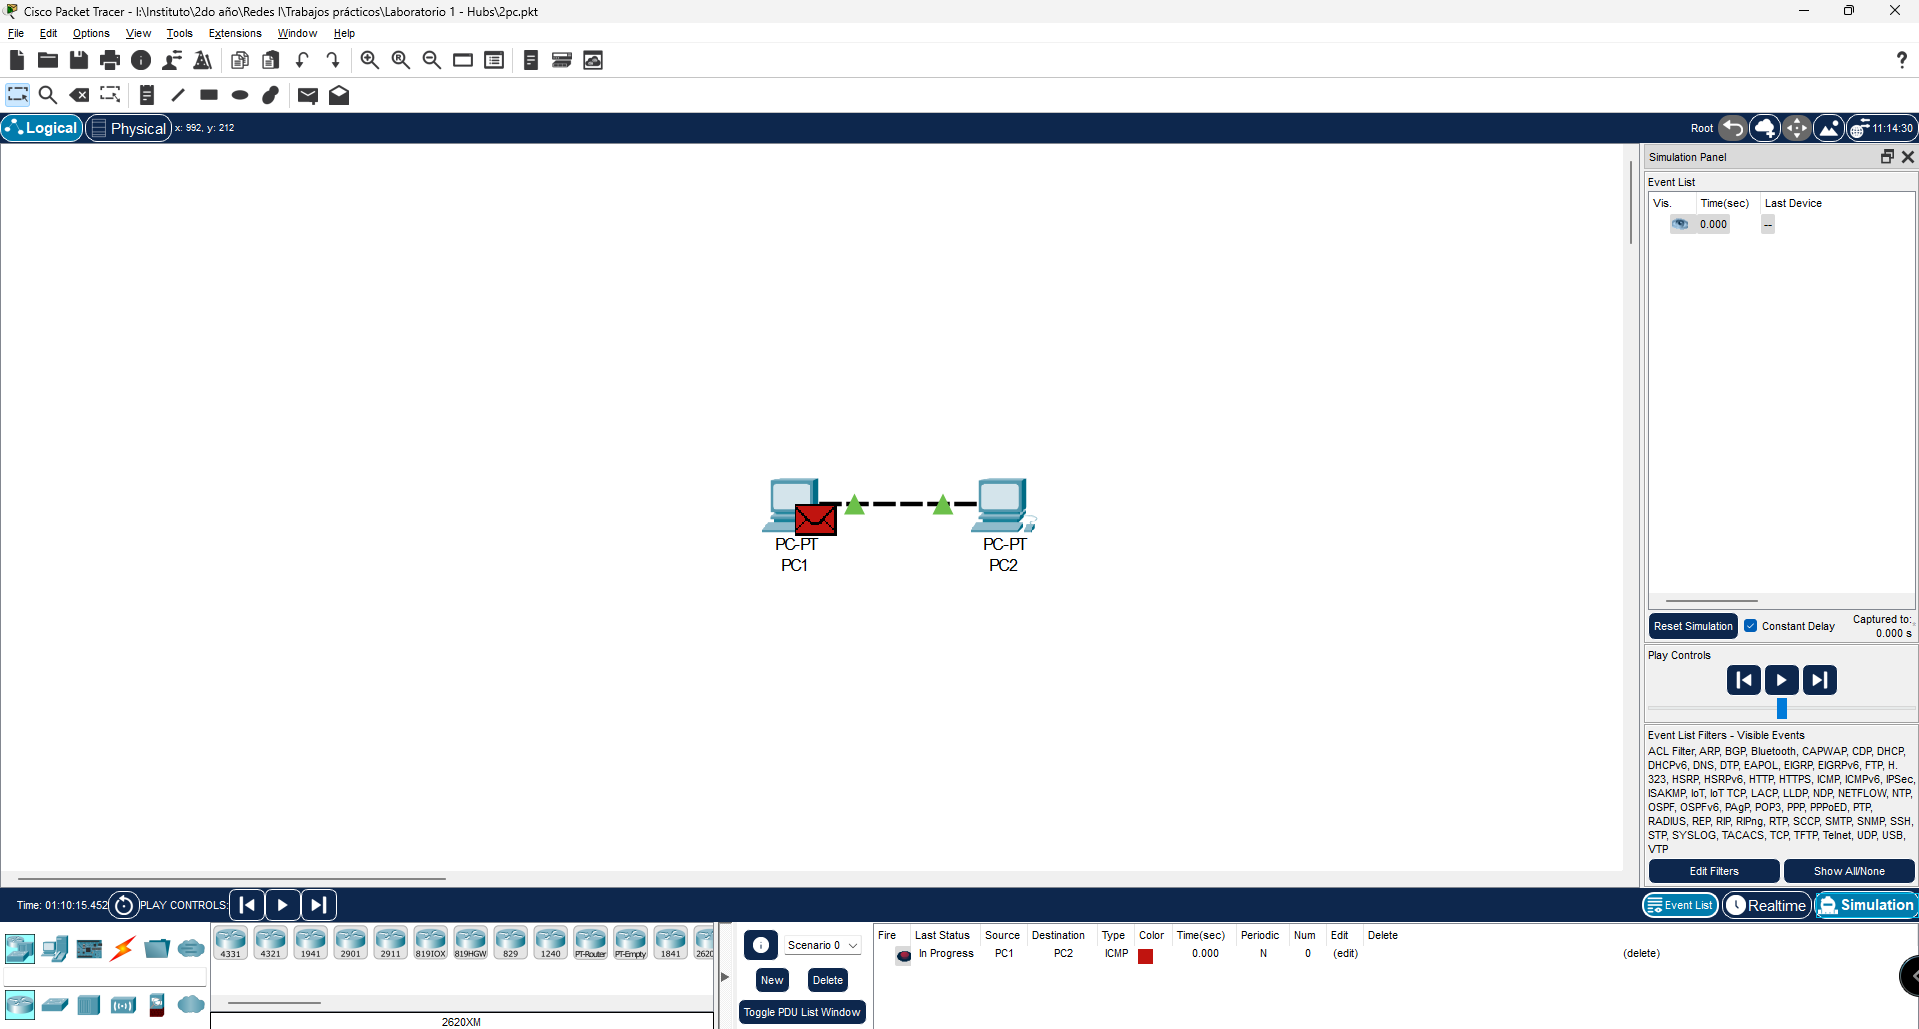 Cisco Packet Tracer - I:\Instituto\2do año\Redes I\Trabajos prácticos\Laboratorio 1 - Hubs\2pc.pkt
File Edit Options View Tools Extensions Window Help
Logical Physical x: 992, y: 212 Root 11:14:30
Simulation Panel
Event List
Vis. Time(sec) Last Device
0.000 --
PC-PT
PC1
PC-PT
PC2
Reset Simulation Constant Delay Captured to:
0.000 s
Play Controls
Event List Filters - Visible Events
ACL Filter, ARP, BGP, Bluetooth, CAPWAP, CDP, DHCP,
DHCPv6, DNS, DTP, EAPOL, EIGRP, EIGRPv6, FTP, H.
323, HSRP, HSRPv6, HTTP, HTTPS, ICMP, ICMPv6, IPSec,
ISAKMP, IoT, IoT TCP, LACP, LLDP, NDP, NETFLOW, NTP,
OSPF, OSPFv6, PAgP, POP3, PPP, PPPoED, PTP,
RADIUS, REP, RIP, RIPng, RTP, SCCP, SMTP, SNMP, SSH,
STP, SYSLOG, TACACS, TCP, TFTP, Telnet, UDP, USB,
VTP
Edit Filters Show All/None
Time: 01:10:15.452 PLAY CONTROLS: Event List Realtime Simulation
4331 4321 1941 2901 2911 819IOX 819HGW 829 1240 PT-Router PT-Empty 1841 2620
2620XM
Scenario 0
New Delete
Toggle PDU List Window
Fire Last Status Source Destination Type Color Time(sec) Periodic Num Edit Delete
In Progress PC1 PC2 ICMP 0.000 N 0 (edit) (delete)